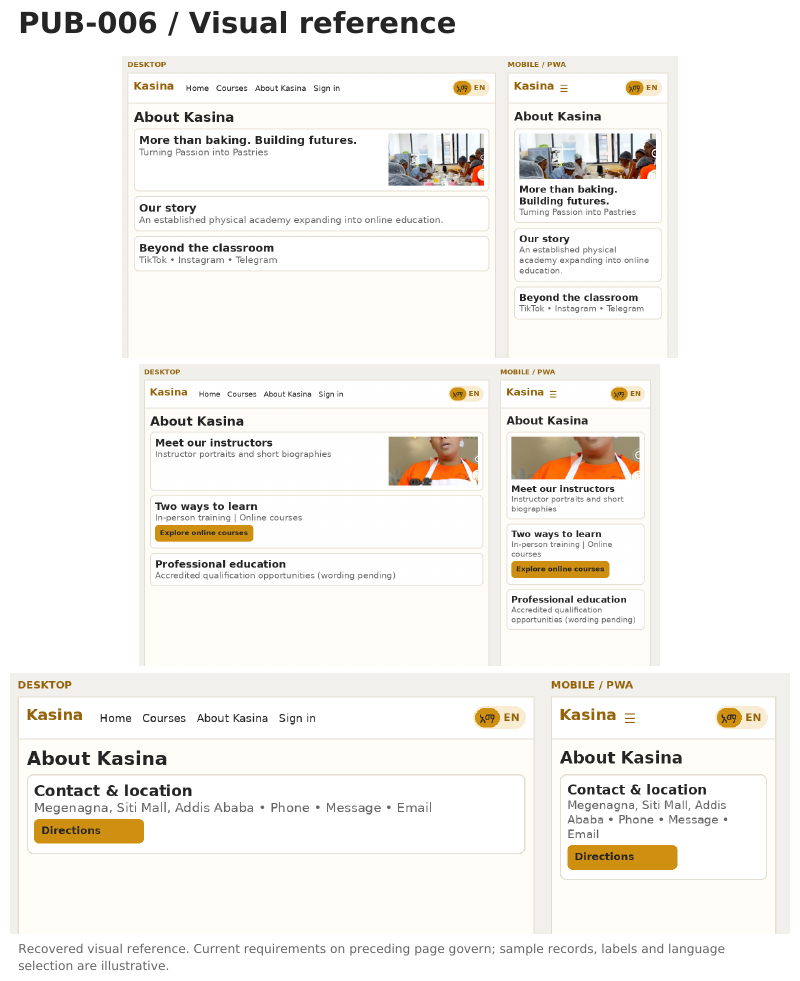 PUB-006 / Visual reference
DESKTOP
Kasina Home Courses About Kasina Sign in አማ EN
About Kasina
More than baking. Building futures.
Turning Passion into Pastries
Our story
An established physical academy expanding into online education.
Beyond the classroom
TikTok • Instagram • Telegram
MOBILE / PWA
Kasina ☰ አማ EN
About Kasina
More than baking.
Building futures.
Turning Passion into Pastries
Our story
An established physical
academy expanding into online
education.
Beyond the classroom
TikTok • Instagram • Telegram
DESKTOP
Kasina Home Courses About Kasina Sign in አማ EN
About Kasina
Meet our instructors
Instructor portraits and short biographies
Two ways to learn
In-person training | Online courses
Explore online courses
Professional education
Accredited qualification opportunities (wording pending)
MOBILE / PWA
Kasina ☰ አማ EN
About Kasina
Meet our instructors
Instructor portraits and short
biographies
Two ways to learn
In-person training | Online
courses
Explore online courses
Professional education
Accredited qualification
opportunities (wording pending)
DESKTOP
Kasina Home Courses About Kasina Sign in አማ EN
About Kasina
Contact & location
Megenagna, Siti Mall, Addis Ababa • Phone • Message • Email
Directions
MOBILE / PWA
Kasina ☰ አማ EN
About Kasina
Contact & location
Megenagna, Siti Mall, Addis
Ababa • Phone • Message •
Email
Directions
Recovered visual reference. Current requirements on preceding page govern; sample records, labels and language
selection are illustrative.